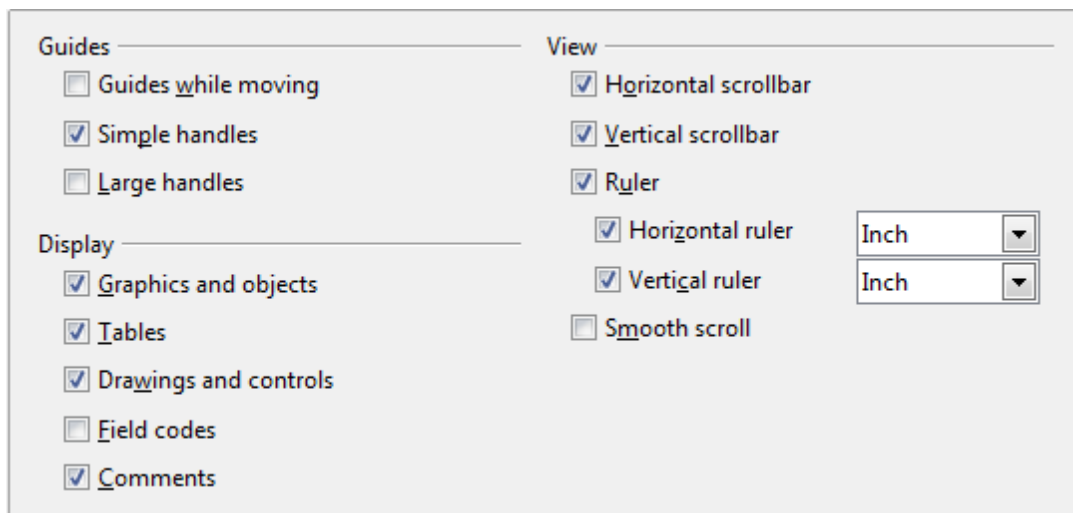 Guides
Guides while moving
Simple handles
Large handles
Display
Graphics and objects
Tables
Drawings and controls
Field codes
Comments
View
Horizontal scrollbar
Vertical scrollbar
Ruler
Horizontal ruler Inch
Vertical ruler Inch
Smooth scroll